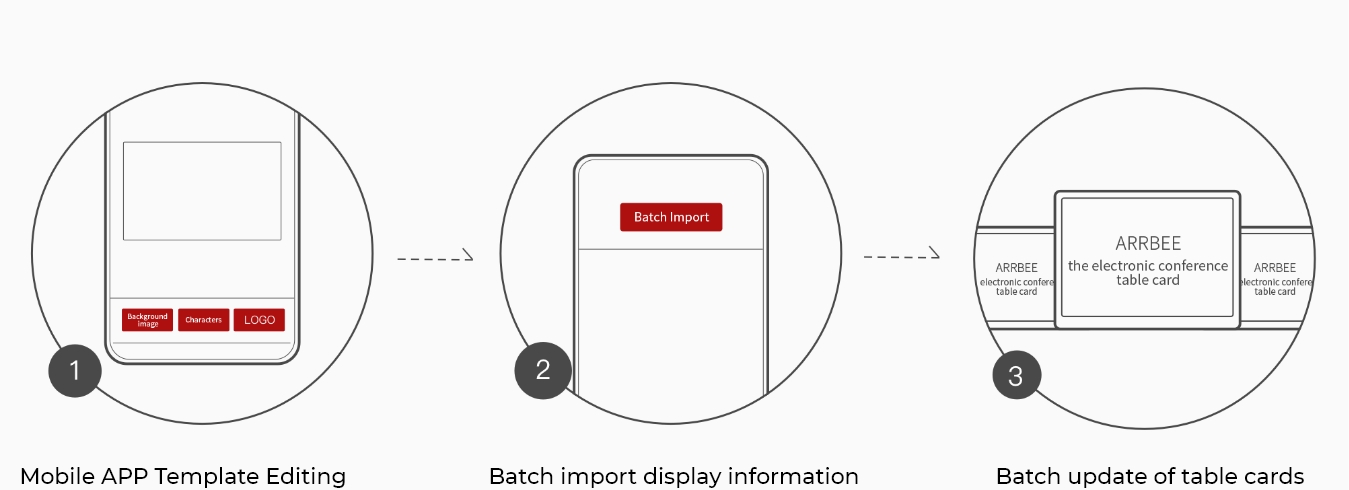 Background
image
Characters
LOGO
1
Mobile APP Template Editing
Batch Import
2
Batch import display information
ARRBEE
electronic confere
table card
ARRBEE
the electronic conference
table card
ARRBEE
electronic confere
table card
3
Batch update of table cards